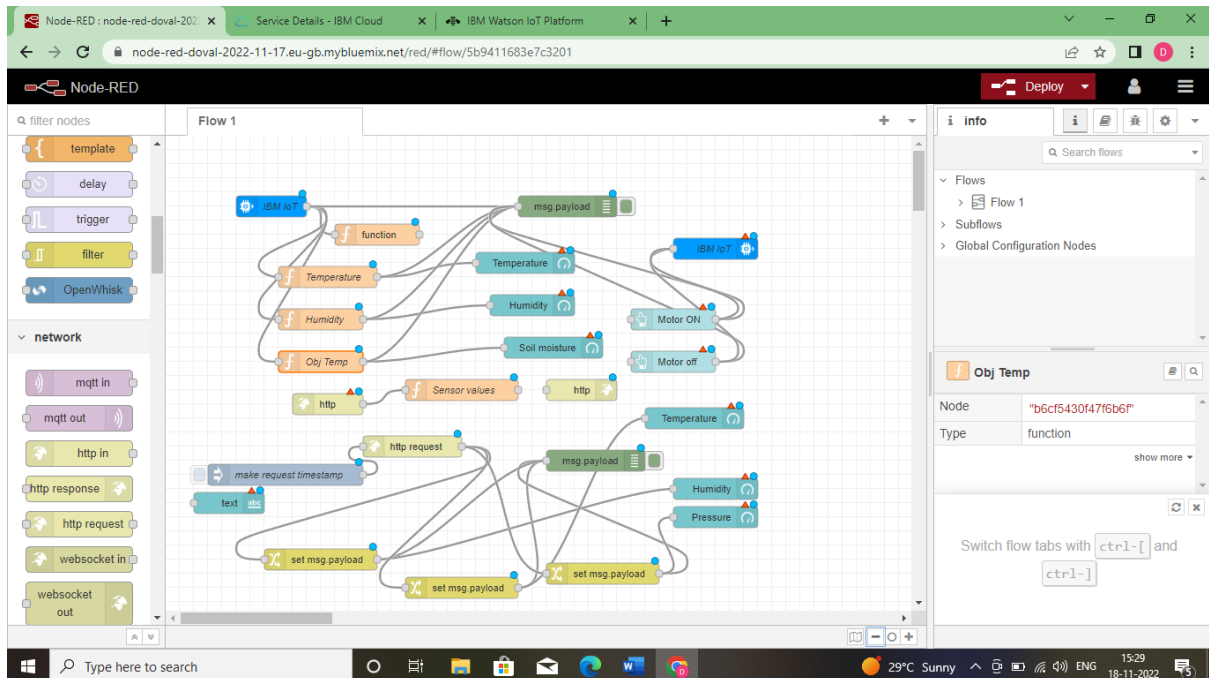 Node-RED : node-red-doval-202
Service Details - IBM Cloud
IBM Watson IoT Platform
node-red-doval-2022-11-17.eu-gb.mybluemix.net/red/#flow/5b9411683e7c3201
D
Node-RED
Deploy
filter nodes
template
delay
trigger
filter
OpenWhisk
network
mqtt in
mqtt out
http in
http response
http request
websocket in
websocket
out
Flow 1
IBM IoT
msg.payload
function
IBM IoT
Temperature
Temperature
Humidity
Humidity
Motor ON
Obj Temp
Soil moisture
Motor off
http
Sensor values
http
Temperature
http request
msg.payload
make request timestamp
Humidity
text
abc
Pressure
set msg.payload
set msg.payload
set msg.payload
i info
i
Search flows
Flows
Flow 1
Subflows
Global Configuration Nodes
Obj Temp
Node "b6cf5430f47f6b6f"
Type function
show more
Switch flow tabs with ctrl-[ and
ctrl-]
Type here to search
29°C Sunny
ENG
15:29
18-11-2022
5